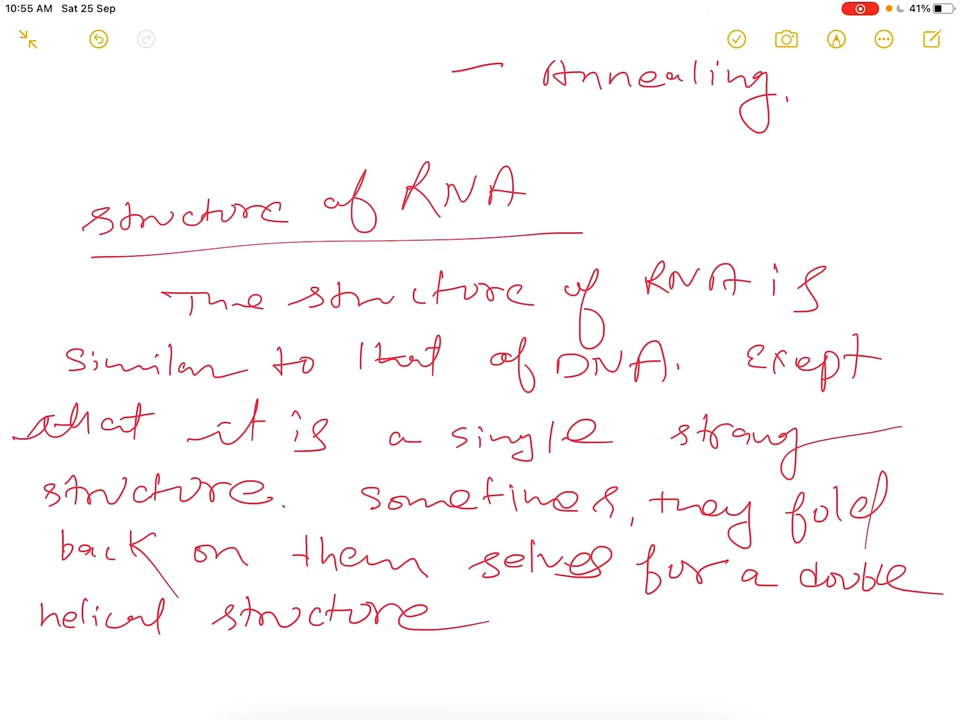 10:55 AM Sat 25 Sep 41%
— Annealing.
structure of RNA
The structure of RNA is
similar to that of DNA. Exept
that it is a single strang
structure. Sometimes, they fold
back on them selves for a double
helical structure